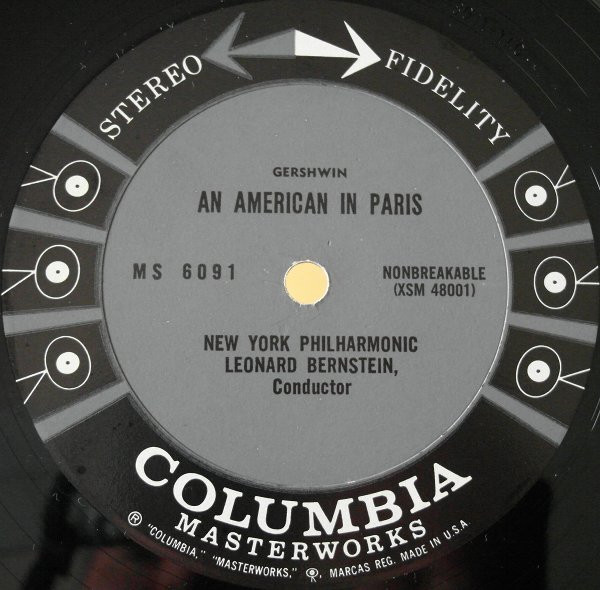 STEREO FIDELITY
GERSHWIN
AN AMERICAN IN PARIS
MS 6091
NONBREAKABLE
(XSM 48001)
NEW YORK PHILHARMONIC
LEONARD BERNSTEIN,
Conductor
COLUMBIA
MASTERWORKS
® "COLUMBIA," "MASTERWORKS," , MARCAS REG. MADE IN U.S.A